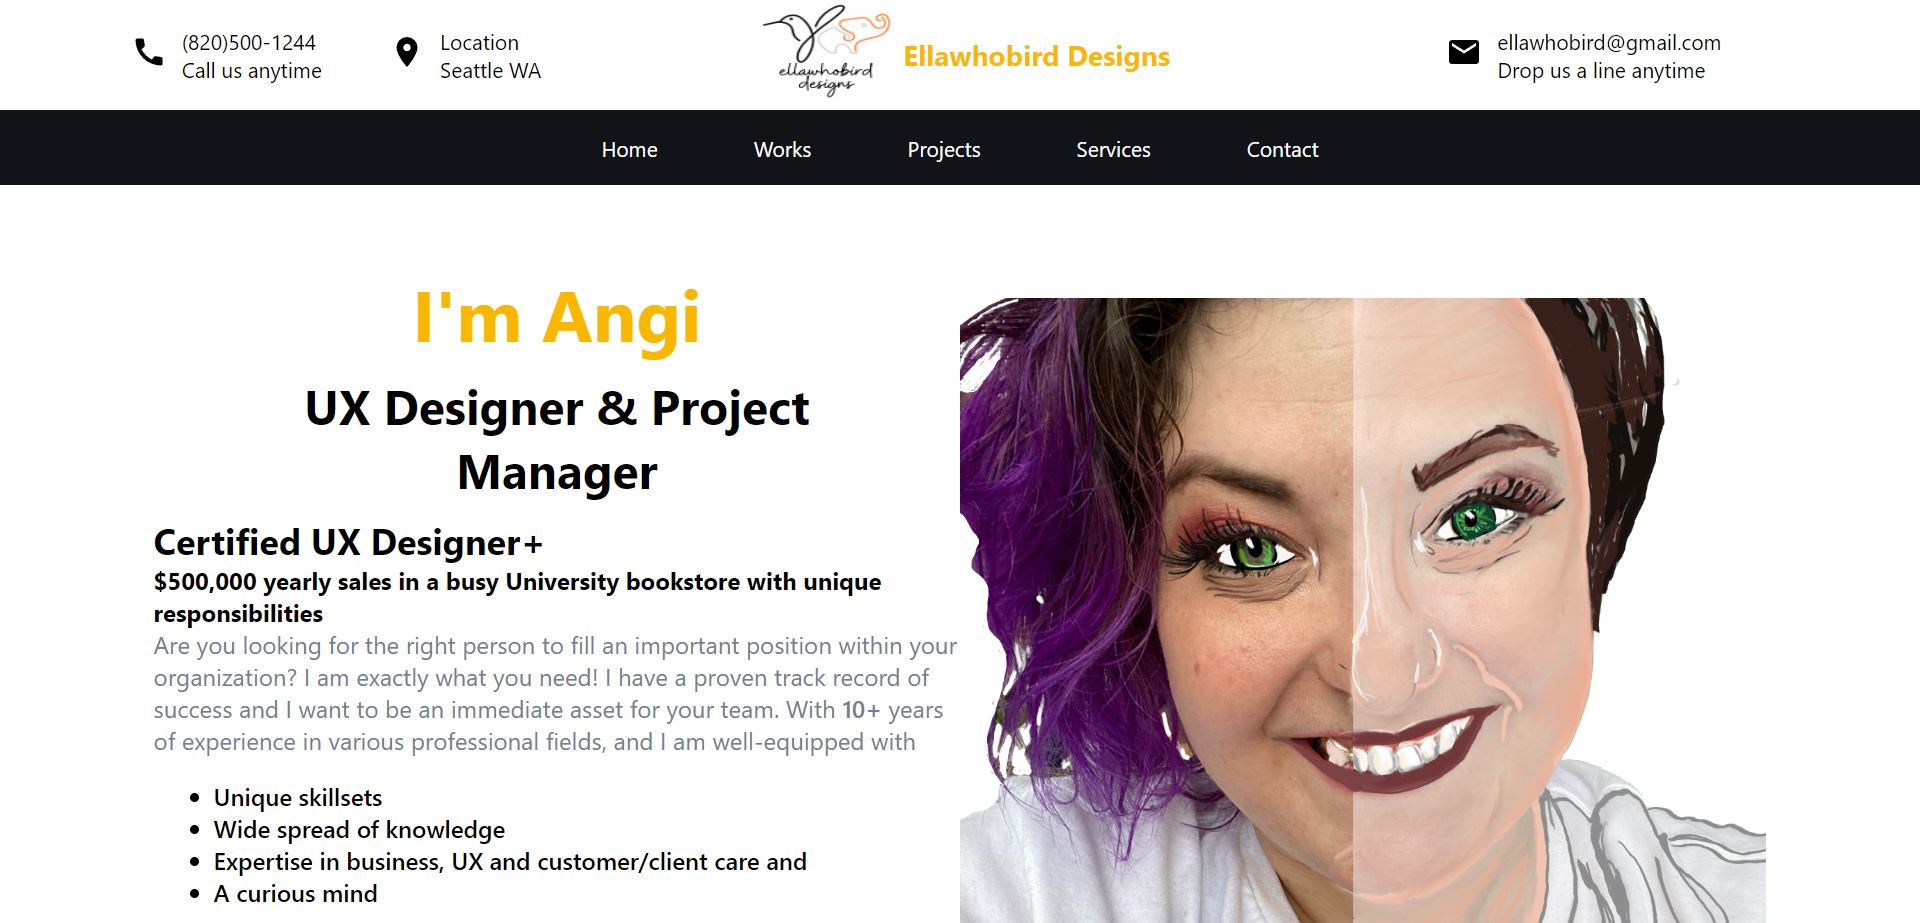 (820)500-1244
Call us anytime
Location
Seattle WA
ellawhobird
designs
Ellawhobird Designs
ellawhobird@gmail.com
Drop us a line anytime
Home
Works
Projects
Services
Contact
I'm Angi
UX Designer & Project
Manager
Certified UX Designer+
$500,000 yearly sales in a busy University bookstore with unique
responsibilities
Are you looking for the right person to fill an important position within your
organization? I am exactly what you need! I have a proven track record of
success and I want to be an immediate asset for your team. With 10+ years
of experience in various professional fields, and I am well-equipped with
• Unique skillsets
• Wide spread of knowledge
• Expertise in business, UX and customer/client care and
• A curious mind